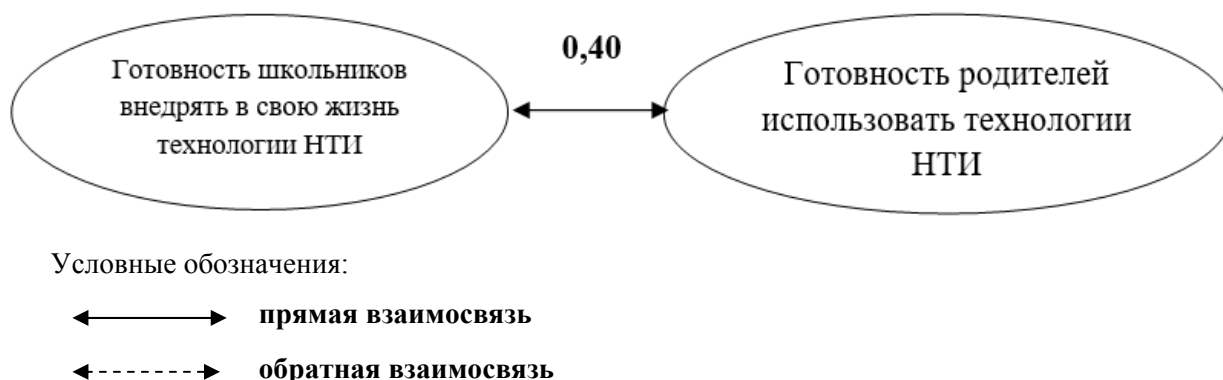 0,40
Готовность школьников
внедрять в свою жизнь
технологии НТИ
Готовность родителей
использовать технологии
НТИ
Условные обозначения:
прямая взаимосвязь
обратная взаимосвязь